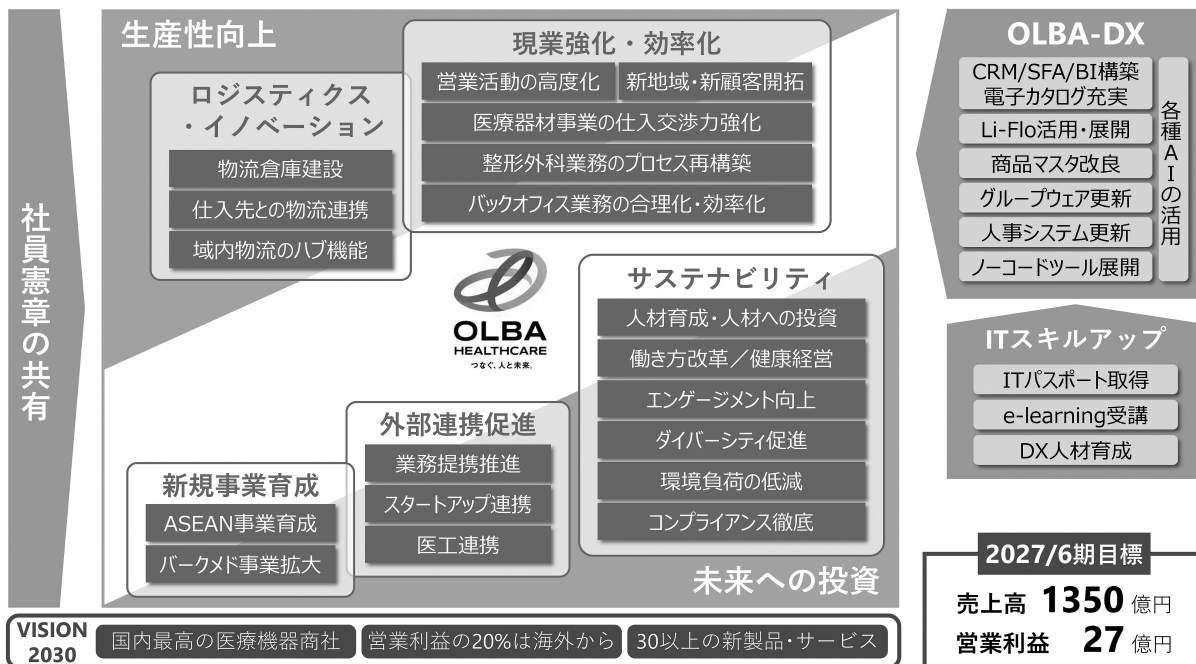 社員憲章の共有
生産性向上
ロジスティクス
・イノベーション
物流倉庫建設
仕入先との物流連携
域内物流のハブ機能
現業強化・効率化
営業活動の高度化
新地域・新顧客開拓
医療器材事業の仕入交渉力強化
整形外科業務のプロセス再構築
バックオフィス業務の合理化・効率化
OLBA
HEALTHCARE
つなぐ、人と未来。
サステナビリティ
人材育成・人材への投資
働き方改革／健康経営
エンゲージメント向上
ダイバーシティ促進
環境負荷の低減
コンプライアンス徹底
外部連携促進
業務提携推進
スタートアップ連携
医工連携
新規事業育成
ASEAN事業育成
バークメド事業拡大
未来への投資
OLBA-DX
CRM/SFA/BI構築
電子カタログ充実
Li-Flo活用・展開
商品マスタ改良
グループウェア更新
人事システム更新
ノーコードツール展開
各種AIの活用
ITスキルアップ
ITパスポート取得
e-learning受講
DX人材育成
2027/6期目標
売上高 1350 億円
営業利益 27 億円
VISION
2030
国内最高の医療機器商社
営業利益の20%は海外から
30以上の新製品・サービス